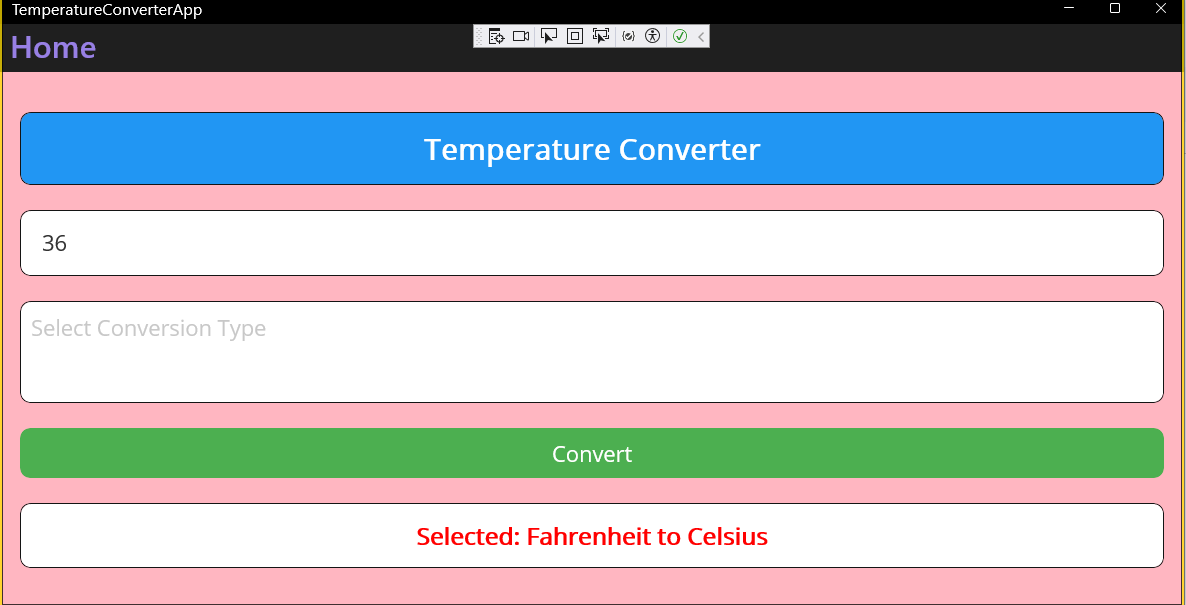 TemperatureConverterApp
Home
Temperature Converter
36
Select Conversion Type
Convert
Selected: Fahrenheit to Celsius